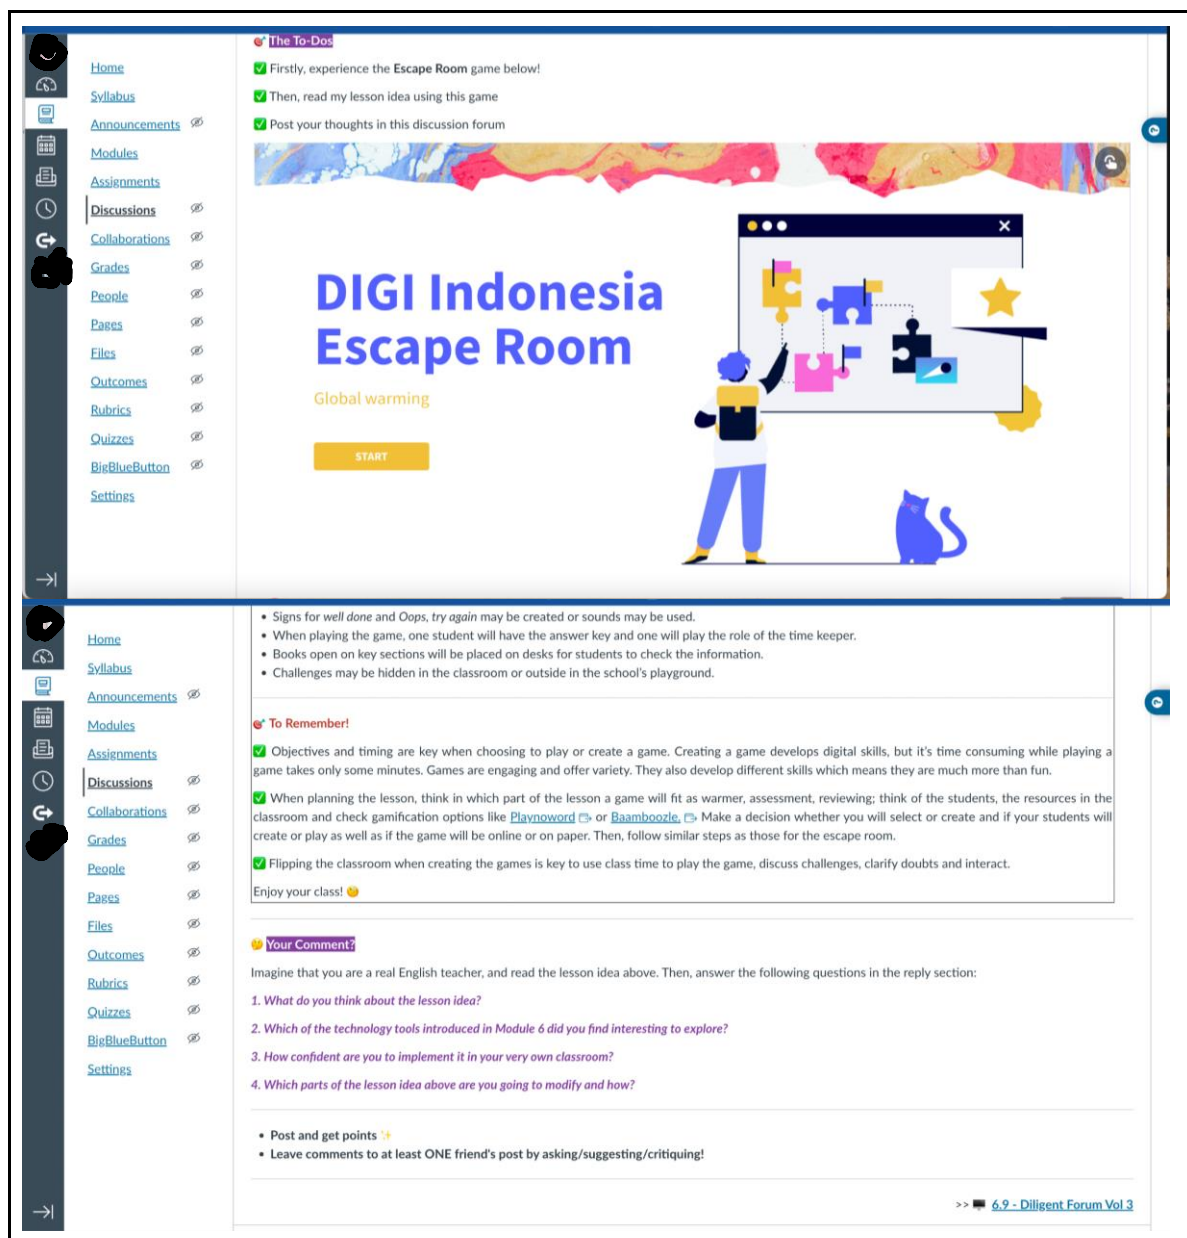 The To-Dos
Home
Firstly, experience the Escape Room game below!
Syllabus
Then, read my lesson idea using this game
Announcements
Post your thoughts in this discussion forum
Modules
Assignments
Discussions
Collaborations
Grades
People
Pages
Files
Outcomes
Rubrics
Quizzes
BigBlueButton
Settings
DIGI Indonesia
Escape Room
Global warming
START
Home
Syllabus
Announcements
Modules
Assignments
Discussions
Collaborations
Grades
People
Pages
Files
Outcomes
Rubrics
Quizzes
BigBlueButton
Settings
• Signs for well done and Oops, try again may be created or sounds may be used.
• When playing the game, one student will have the answer key and one will play the role of the time keeper.
• Books open on key sections will be placed on desks for students to check the information.
• Challenges may be hidden in the classroom or outside in the school's playground.
To Remember!
Objectives and timing are key when choosing to play or create a game. Creating a game develops digital skills, but it's time consuming while playing a
game takes only some minutes. Games are engaging and offer variety. They also develop different skills which means they are much more than fun.
When planning the lesson, think in which part of the lesson a game will fit as warmer, assessment, reviewing; think of the students, the resources in the
classroom and check gamification options like Playnoword or Baamboozle. Make a decision whether you will select or create and if your students will
create or play as well as if the game will be online or on paper. Then, follow similar steps as those for the escape room.
Flipping the classroom when creating the games is key to use class time to play the game, discuss challenges, clarify doubts and interact.
Enjoy your class!
Your Comment?
Imagine that you are a real English teacher, and read the lesson idea above. Then, answer the following questions in the reply section:
1. What do you think about the lesson idea?
2. Which of the technology tools introduced in Module 6 did you find interesting to explore?
3. How confident are you to implement it in your very own classroom?
4. Which parts of the lesson idea above are you going to modify and how?
• Post and get points
• Leave comments to at least ONE friend's post by asking/suggesting/critiquing!
>> 6.9 - Diligent Forum Vol 3